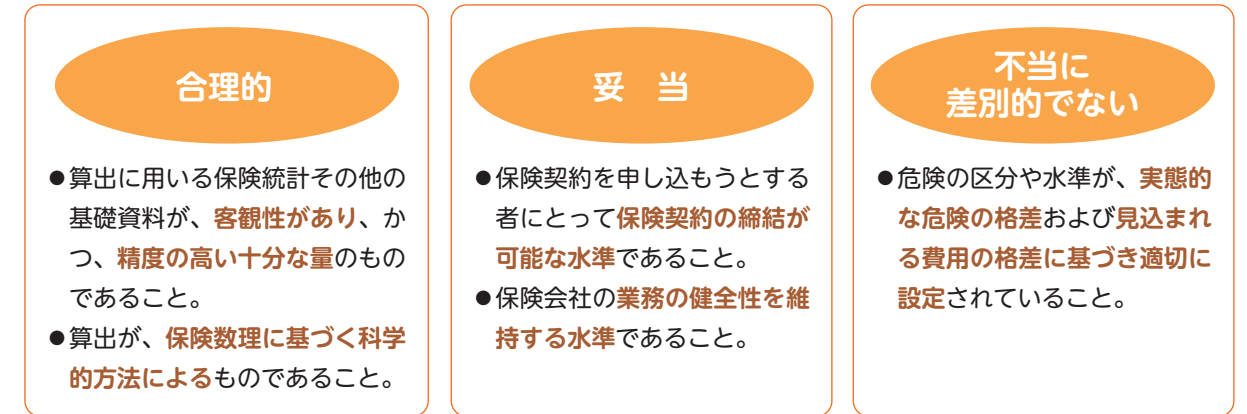 合理的
●算出に用いる保険統計その他の
基礎資料が、客観性があり、か
つ、精度の高い十分な量のもの
であること。
●算出が、保険数理に基づく科学
的方法によるものであること。
妥　当
●保険契約を申し込もうとする
者にとって保険契約の締結が
可能な水準であること。
●保険会社の業務の健全性を維
持する水準であること。
不当に
差別的でない
●危険の区分や水準が、実態的
な危険の格差および見込まれ
る費用の格差に基づき適切に
設定されていること。